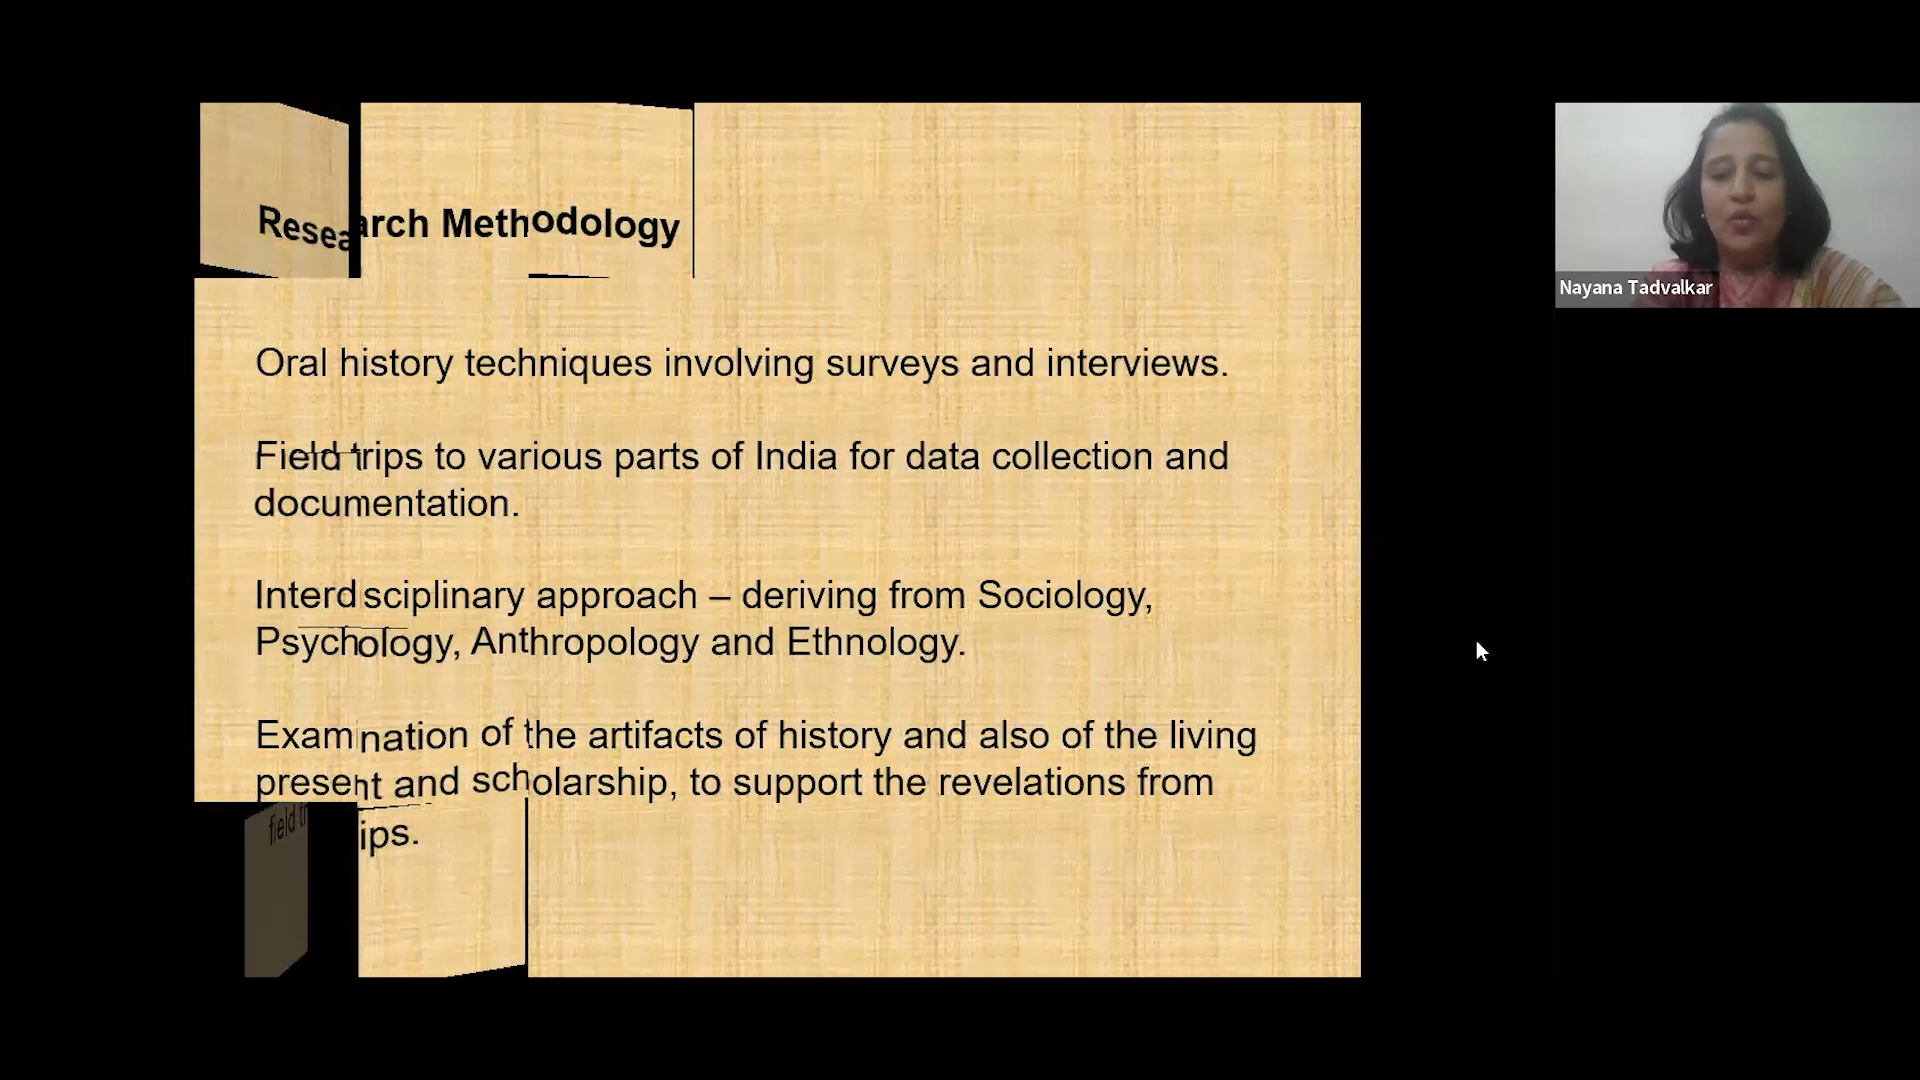 Research Methodology
Oral history techniques involving surveys and interviews.
Field trips to various parts of India for data collection and
documentation.
Interdisciplinary approach – deriving from Sociology,
Psychology, Anthropology and Ethnology.
Examination of the artifacts of history and also of the living
present and scholarship, to support the revelations from
field trips.
Nayana Tadvalkar